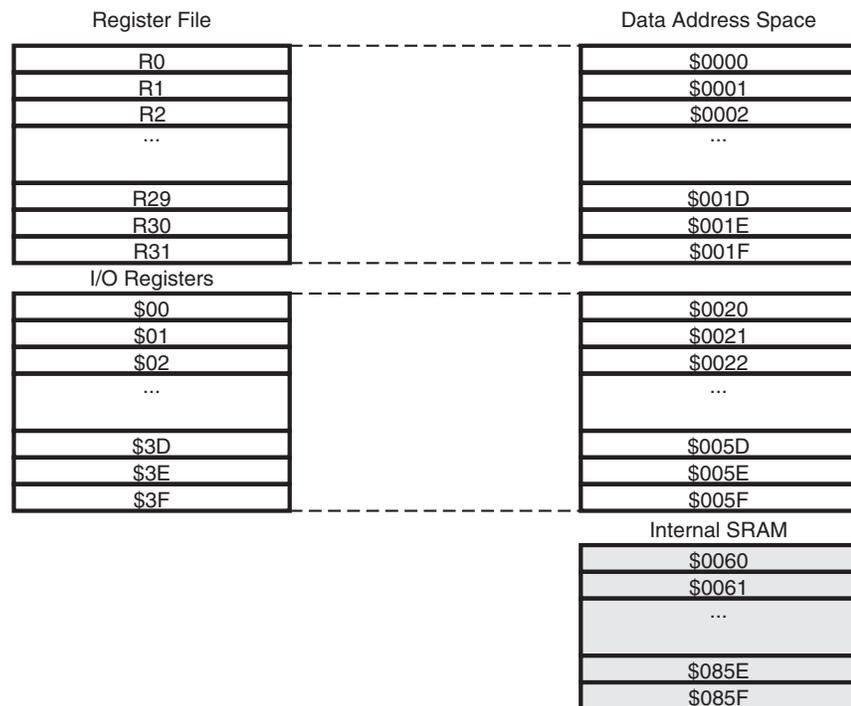 Register File
Data Address Space
R0
$0000
R1
$0001
R2
$0002
...
...
R29
$001D
R30
$001E
R31
$001F
I/O Registers
$00
$0020
$01
$0021
$02
$0022
...
...
$3D
$005D
$3E
$005E
$3F
$005F
Internal SRAM
$0060
$0061
...
$085E
$085F